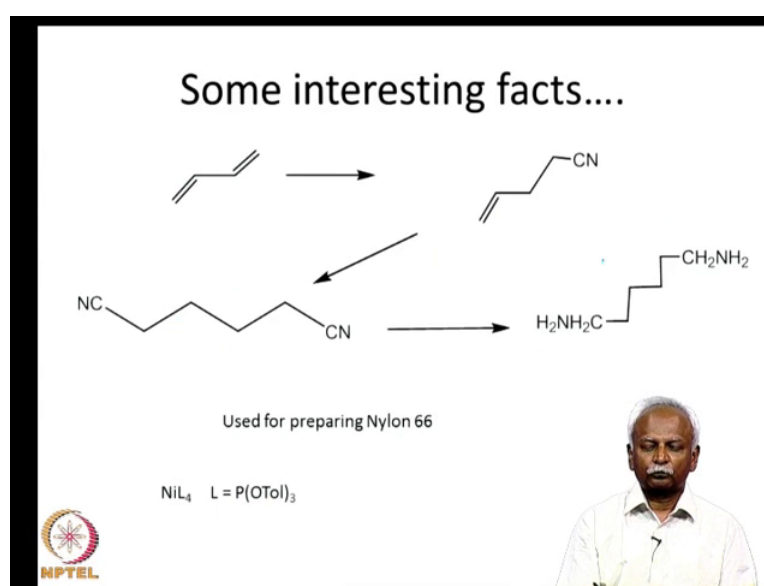 Some interesting facts....
CN
NC
CN
CH₂NH₂
H₂NH₂C
Used for preparing Nylon 66
NiL₄ L = P(OTol)₃
NPTEL